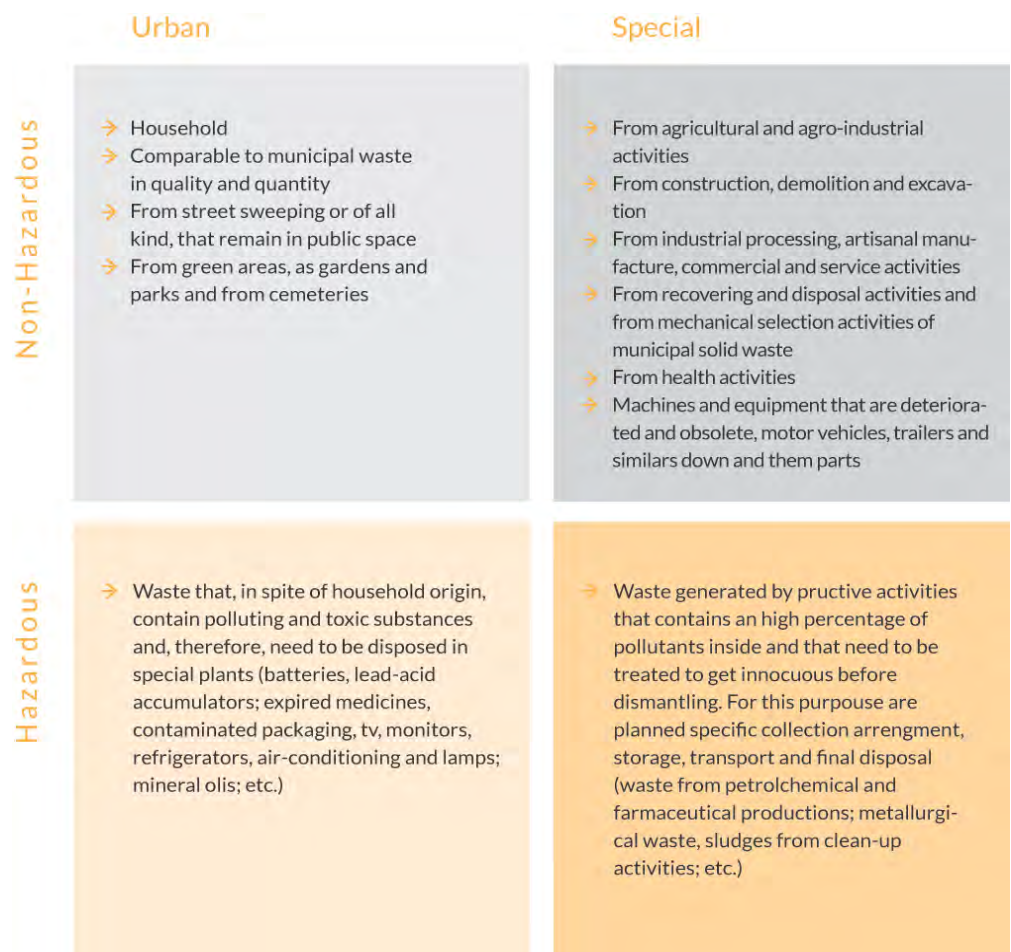 Urban
Special
Non-Hazardous
→ Household
→ Comparable to municipal waste
in quality and quantity
→ From street sweeping or of all
kind, that remain in public space
→ From green areas, as gardens and
parks and from cemeteries
→ From agricultural and agro-industrial
activities
→ From construction, demolition and excava-
tion
→ From industrial processing, artisanal manu-
facture, commercial and service activities
→ From recovering and disposal activities and
from mechanical selection activities of
municipal solid waste
→ From health activities
→ Machines and equipment that are deteriora-
ted and obsolete, motor vehicles, trailers and
similars down and them parts
Hazardous
→ Waste that, in spite of household origin,
contain polluting and toxic substances
and, therefore, need to be disposed in
special plants (batteries, lead-acid
accumulators; expired medicines,
contaminated packaging, tv, monitors,
refrigerators, air-conditioning and lamps;
mineral olis; etc.)
→ Waste generated by pructive activities
that contains an high percentage of
pollutants inside and that need to be
treated to get innocuous before
dismantling. For this purpouse are
planned specific collection arrengment,
storage, transport and final disposal
(waste from petrolchemical and
farmaceutical productions; metallurgi-
cal waste, sludges from clean-up
activities; etc.)